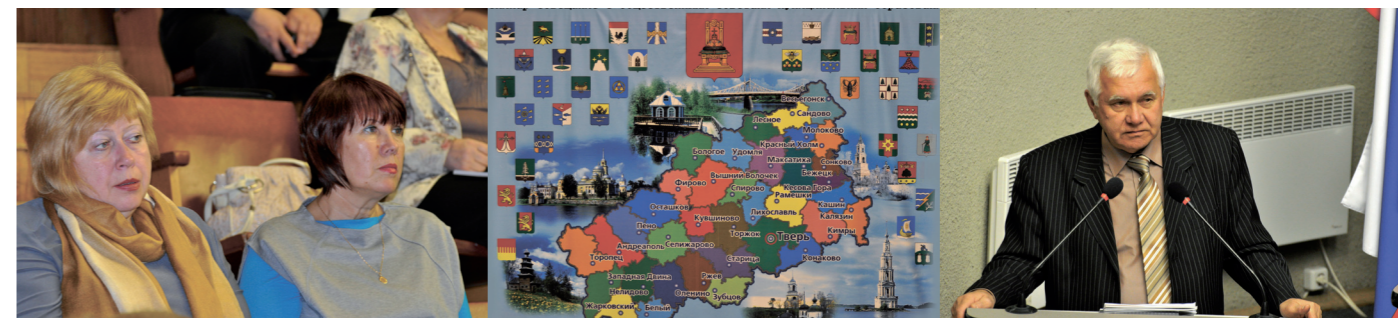 Весьегонск
Сандово
Лесное
Молоково
Красный Холм
Бологое
Удомля
Максатиха
Сонково
Бежецк
Вышний Волочек
Фирово
Спирово
Кесова Гора
Рамешки
Осташков
Кашин
Лихославль
Калязин
Кувшиново
Пено
Кимры
Торжок
Тверь
Андреаполь
Селижарово
Торопец
Старица
Конаково
Западная Двина
Ржев
Нелидово
Оленино
Зубцов
Жарковский
Белый